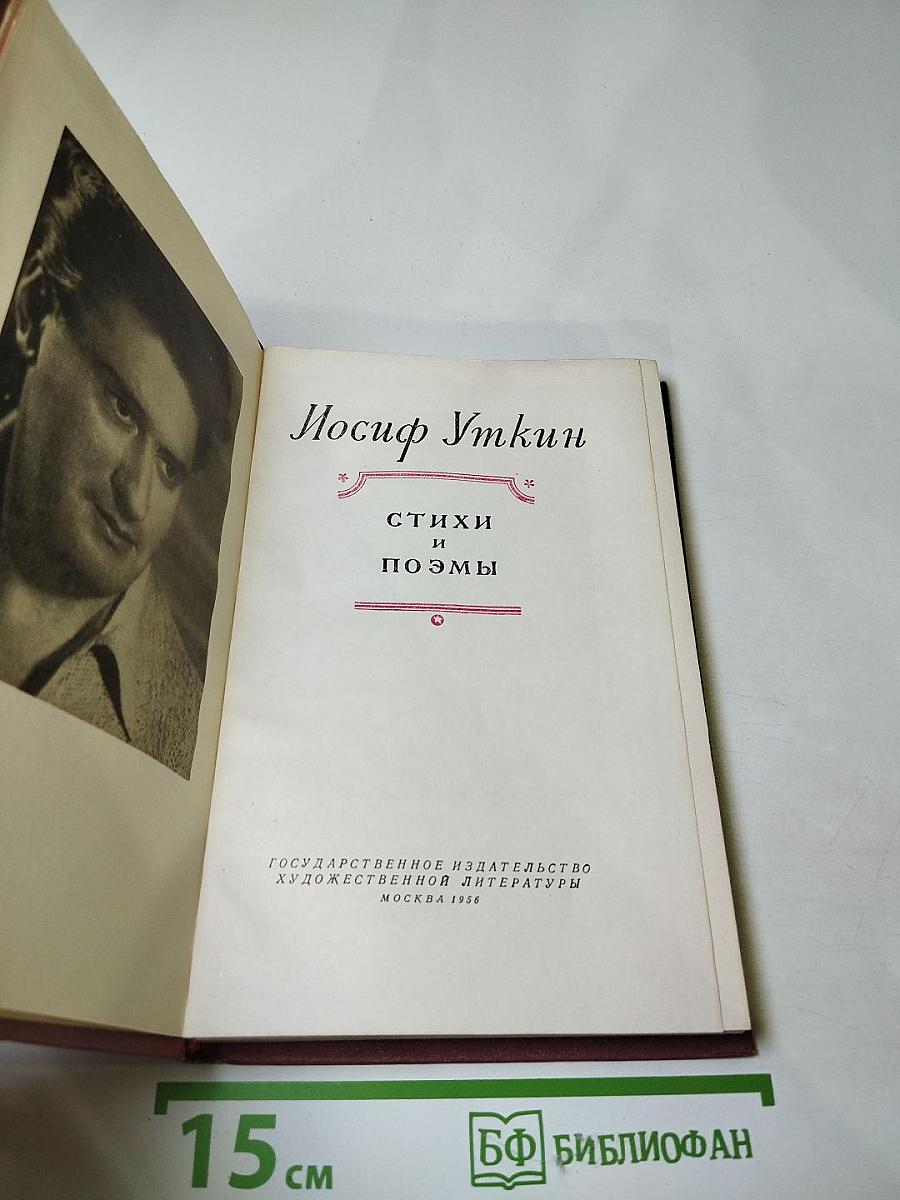 Иосиф Уткин
СТИХИ
И
ПОЭМЫ
ГОСУДАРСТВЕННОЕ ИЗДАТЕЛЬСТВО
ХУДОЖЕСТВЕННОЙ ЛИТЕРАТУРЫ
МОСКВА 1956
15 см
БФ БИБЛИОФАН